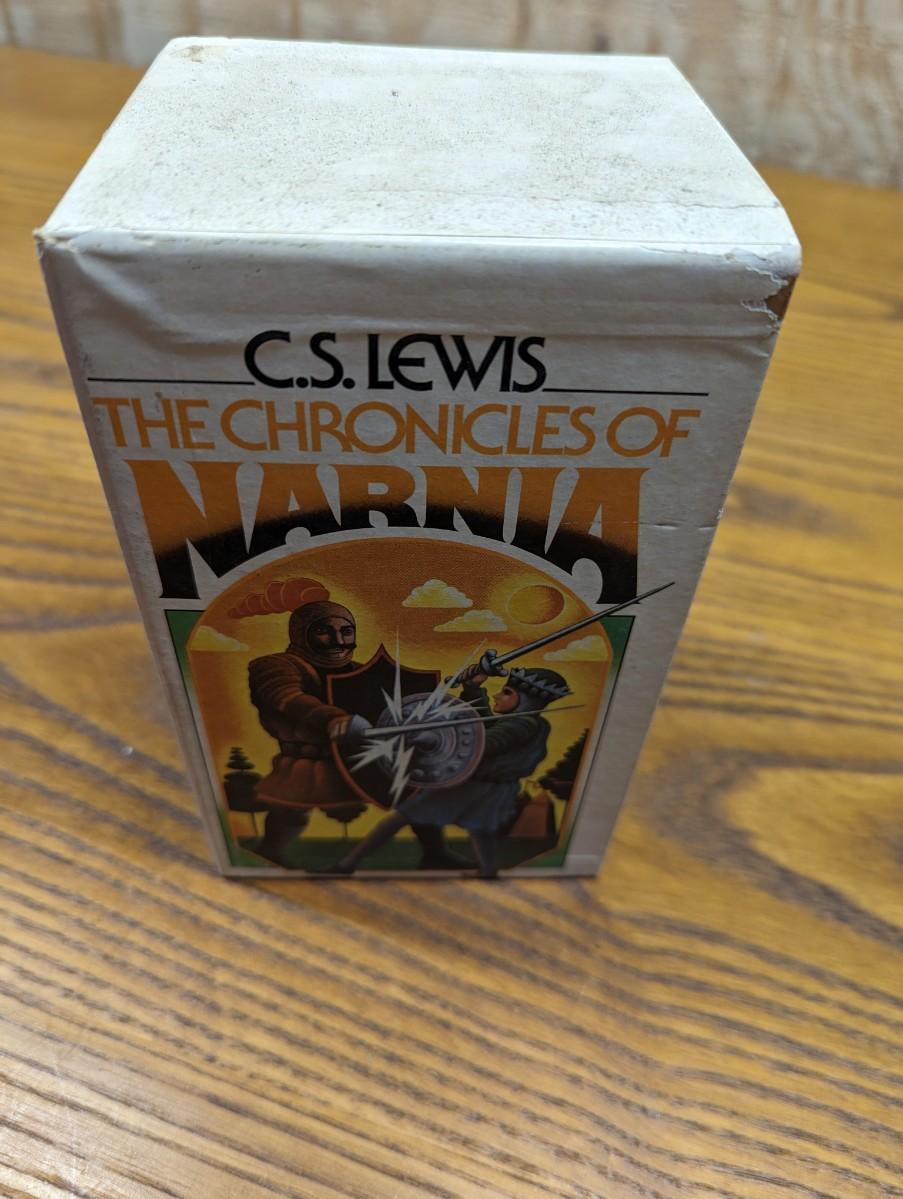 C.S. LEWIS
THE CHRONICLES OF
NARNIA